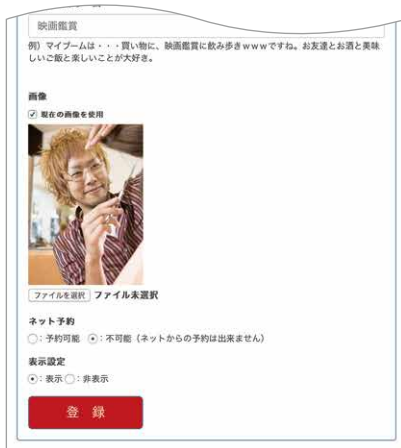 映画鑑賞
例）マイブームは・・・買い物に、映画鑑賞に飲み歩きｗｗｗですね。お友達とお酒と美味
しいご飯と楽しいことが大好き。
画像
現在の画像を使用
ファイルを選択 ファイル未選択
ネット予約
：予約可能 ：不可能（ネットからの予約は出来ません）
表示設定
：表示 ：非表示
登 録